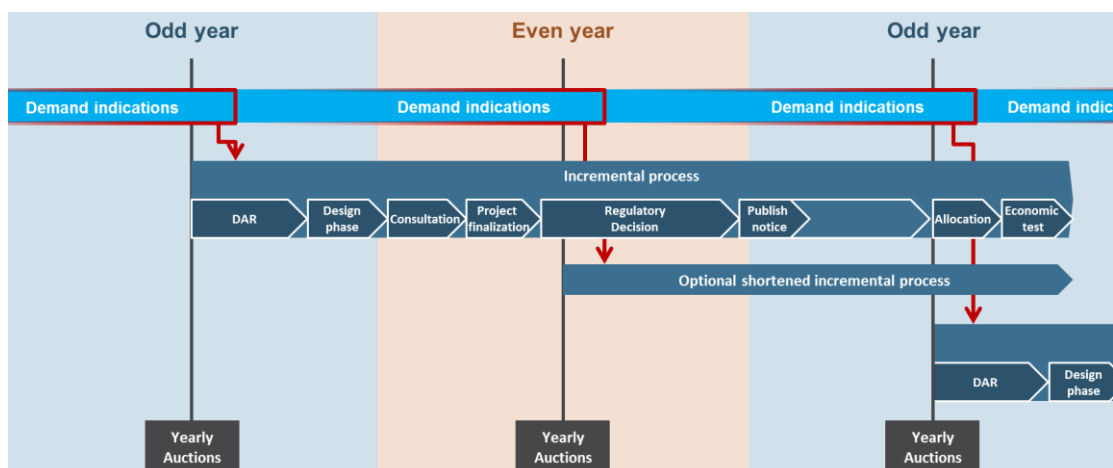 Odd year
Even year
Odd year
Demand indications
Demand indications
Demand indications
Demand indic
Incremental process
DAR
Design
phase
Consultation
Project
finalization
Regulatory
Decision
Publish
notice
Allocation
Economic
test
Optional shortened incremental process
DAR
Design
phase
Yearly
Auctions
Yearly
Auctions
Yearly
Auctions